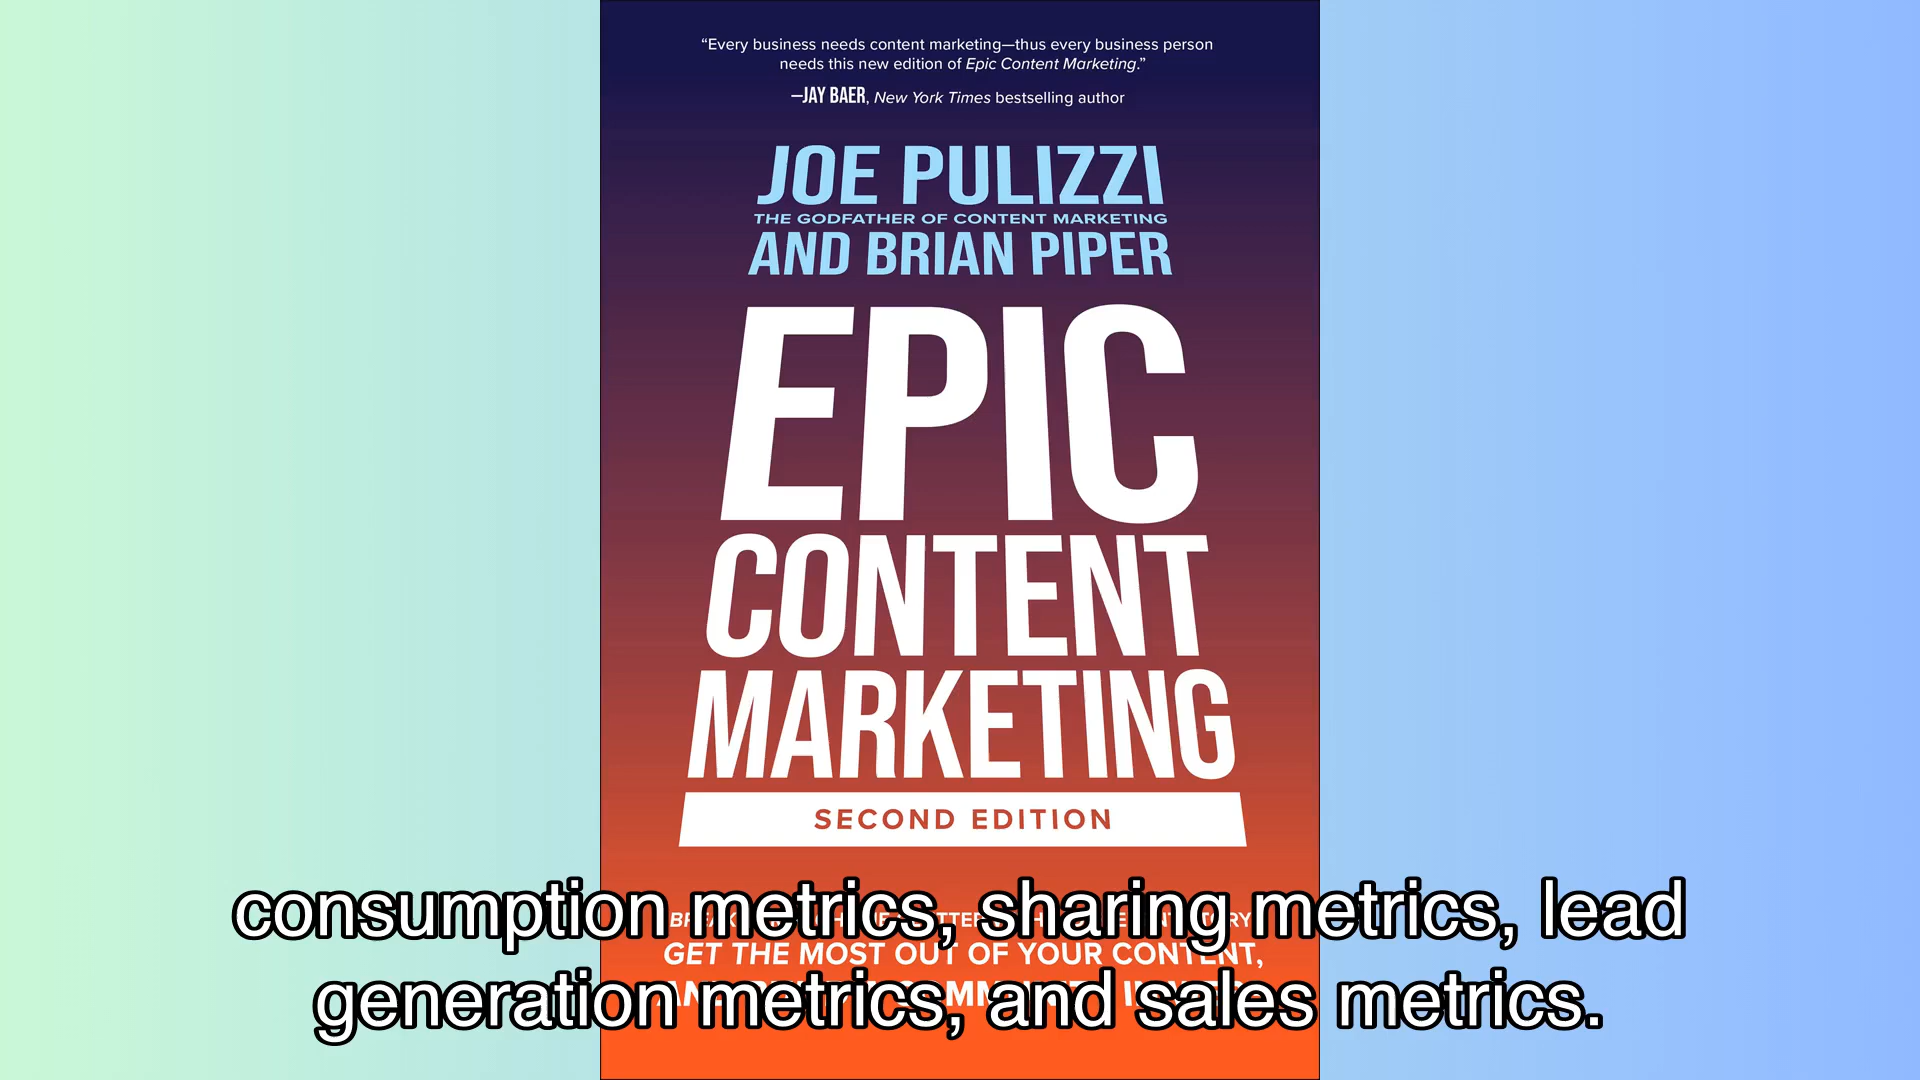 “Every business needs content marketing—thus every business person
needs this new edition of Epic Content Marketing.”
—JAY BAER, New York Times bestselling author
JOE PULIZZI
THE GODFATHER OF CONTENT MARKETING
AND BRIAN PIPER
EPIC
CONTENT
MARKETING
SECOND EDITION
consumption metrics, sharing metrics, lead
GET THE MOST OUT OF YOUR CONTENT,
generation metrics, and sales metrics.